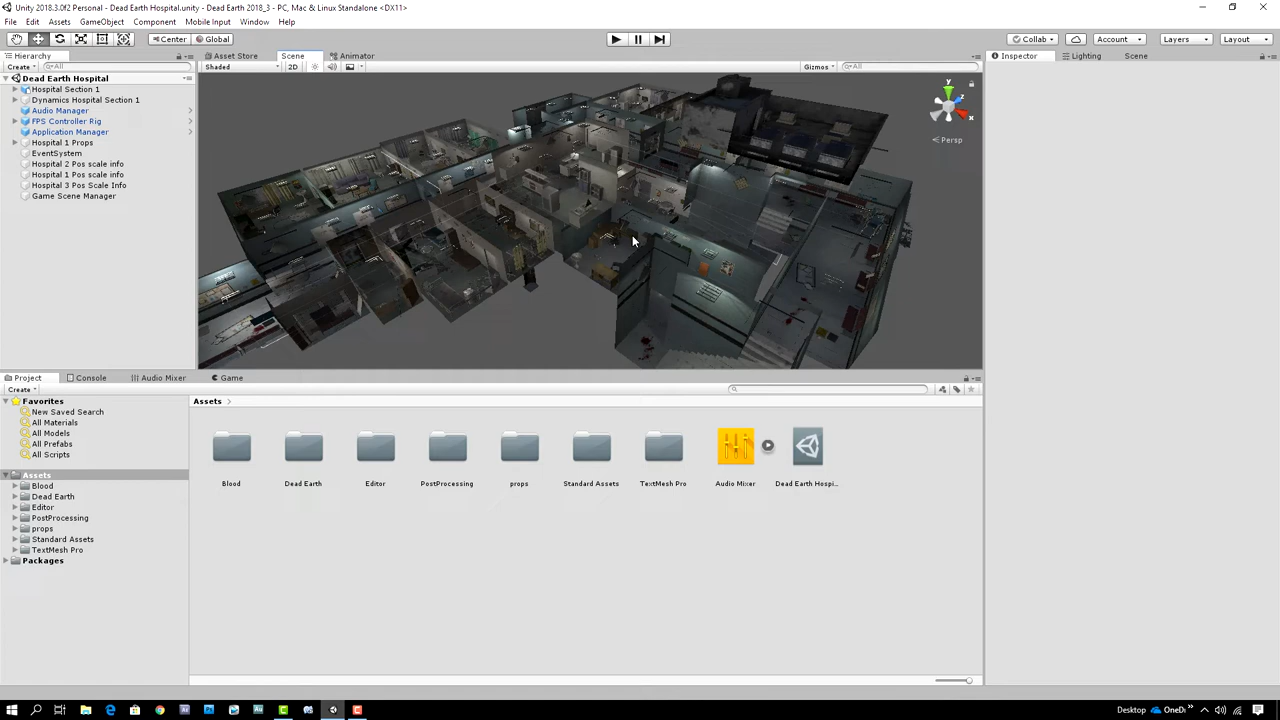 Unity 2018.3.0f2 Personal - Dead Earth Hospital.unity - Dead Earth 2018_3 - PC, Mac & Linux Standalone <DX11>
File Edit Assets GameObject Component Mobile Input Window Help
Center Global Collab Account Layers Layout
Hierarchy Asset Store Scene Animator Inspector Lighting Scene
Create All Shaded 2D Gizmos All
Dead Earth Hospital
Hospital Section 1
Dynamics Hospital Section 1
Audio Manager
FPS Controller Rig
Application Manager
Hospital 1 Props
EventSystem
Hospital 2 Pos scale info
Hospital 1 Pos scale info
Hospital 3 Pos Scale Info
Game Scene Manager
y
z
x
Persp
Project Console Audio Mixer Game
Create
Favorites
New Saved Search
All Materials
All Models
All Prefabs
All Scripts
Assets
Blood
Dead Earth
Editor
PostProcessing
props
Standard Assets
TextMesh Pro
Packages
Assets
Blood Dead Earth Editor PostProcessing props Standard Assets TextMesh Pro Audio Mixer Dead Earth Hospi...
Desktop OneDi